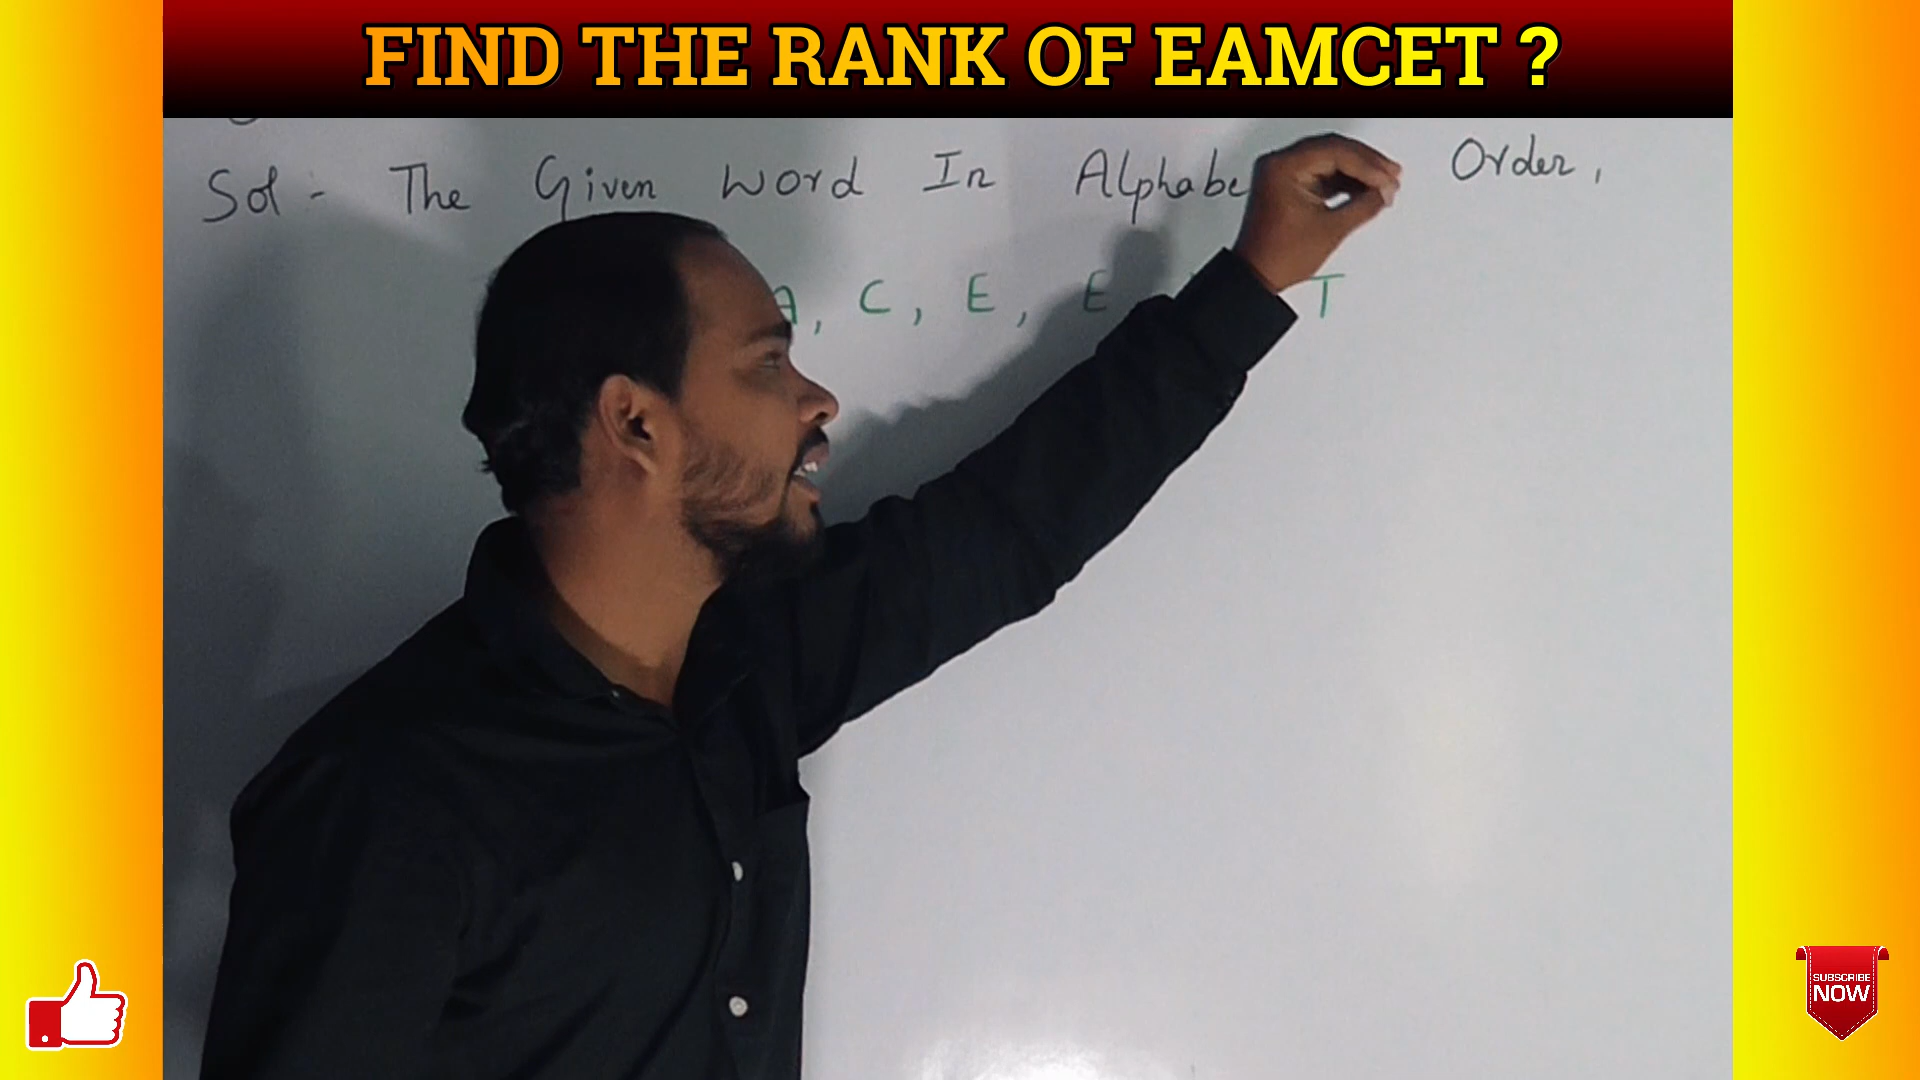 FIND THE RANK OF EAMCET ?
Sol:- The Given Word In Alphabe Order,
A, C, E, E T
SUBSCRIBE
NOW